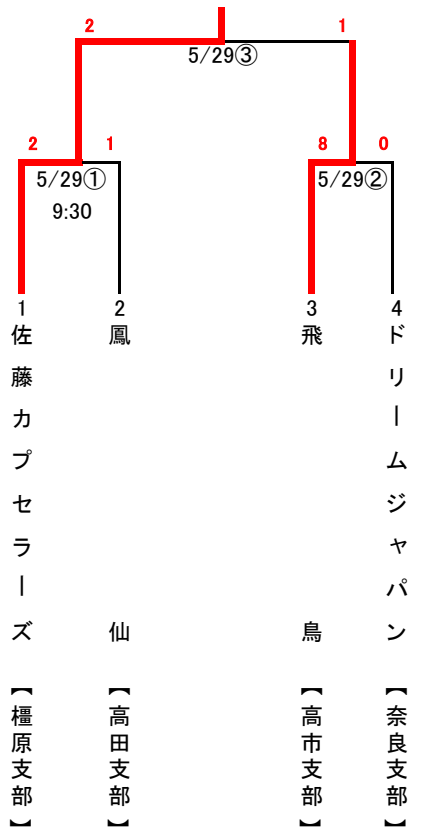 2 1
5/29③
2 1 8 0
5/29① 5/29②
9:30
1 2 3 4
佐藤カプセラーズ【橿原支部】
鳳仙【高田支部】
飛鳥【高市支部】
ドリームジャパン【奈良支部】